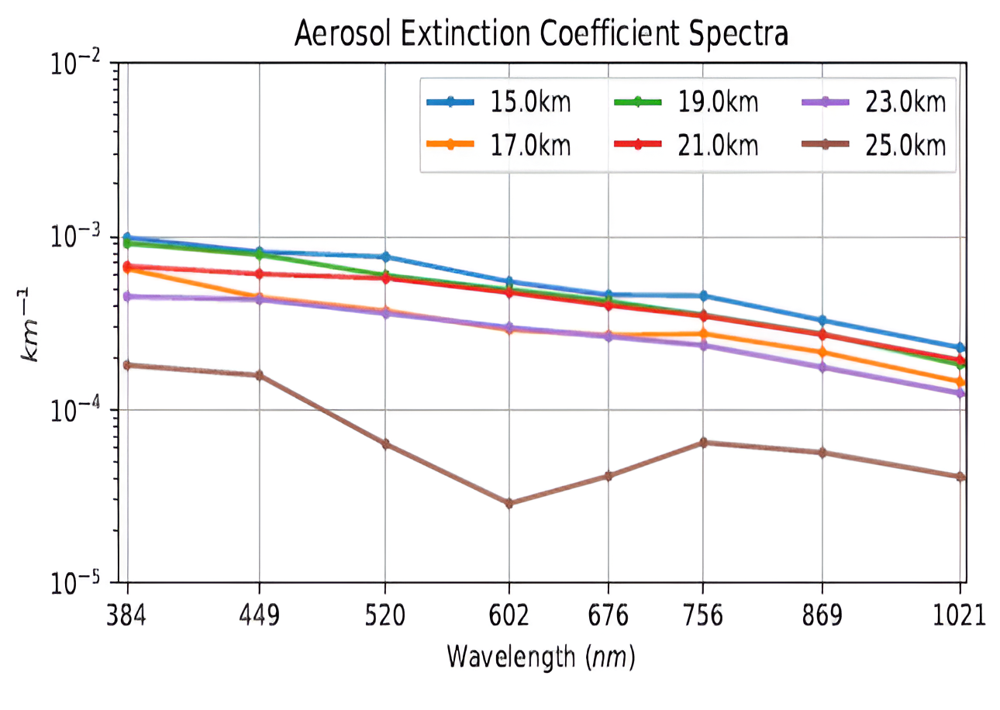 Aerosol Extinction Coefficient Spectra
10⁻²
15.0km 19.0km 23.0km
17.0km 21.0km 25.0km
10⁻³
km⁻¹
10⁻⁴
10⁻⁵
384 449 520 602 676 756 869 1021
Wavelength (nm)